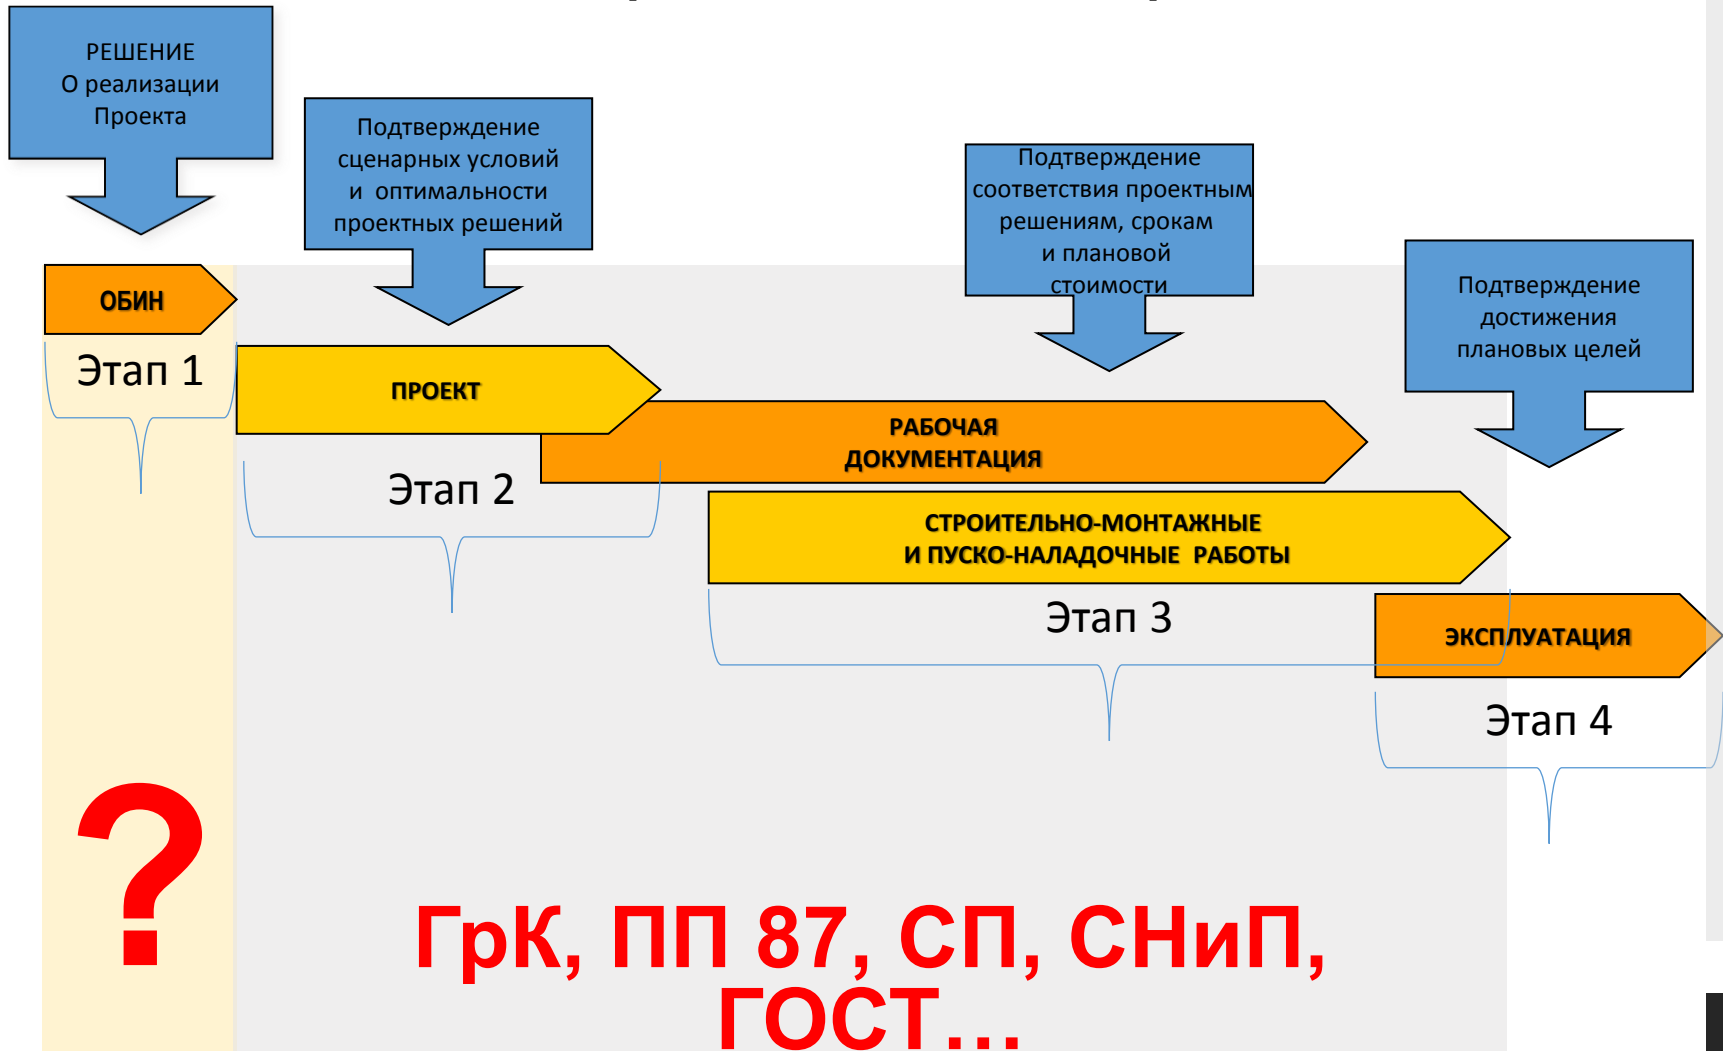 РЕШЕНИЕ
О реализации
Проекта
Подтверждение
сценарных условий
и оптимальности
проектных решений
Подтверждение
соответствия проектным
решениям, срокам
и плановой
стоимости
Подтверждение
достижения
плановых целей
ОБИН
Этап 1
ПРОЕКТ
РАБОЧАЯ
ДОКУМЕНТАЦИЯ
Этап 2
СТРОИТЕЛЬНО-МОНТАЖНЫЕ
И ПУСКО-НАЛАДОЧНЫЕ РАБОТЫ
Этап 3
ЭКСПЛУАТАЦИЯ
Этап 4
?
ГрК, ПП 87, СП, СНиП,
ГОСТ...